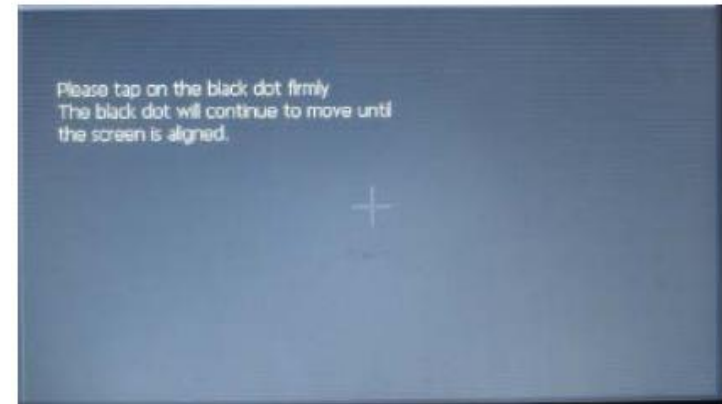 Please tap on the black dot firmly
The black dot will continue to move until
the screen is aligned.